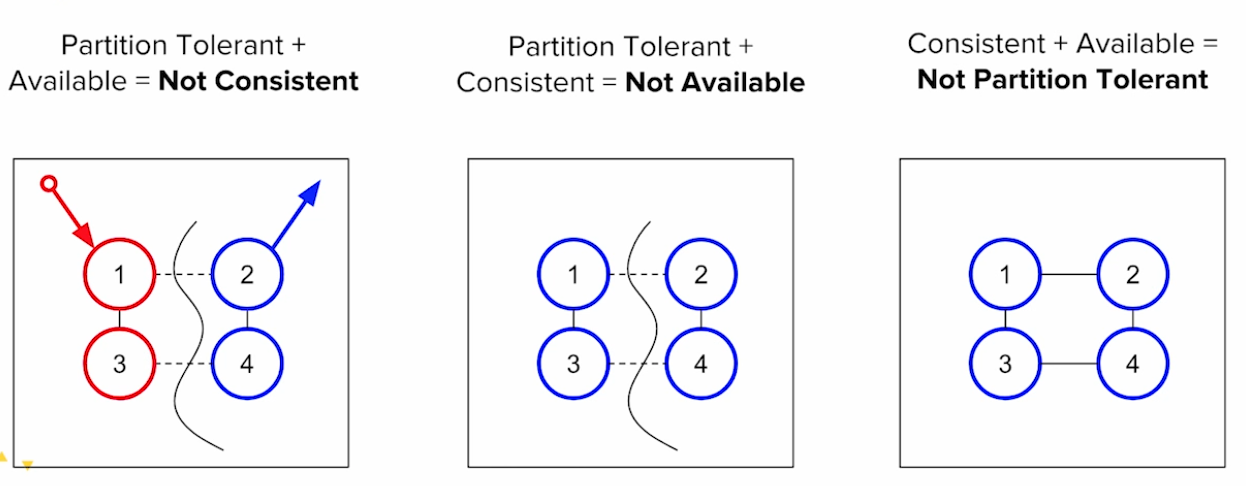 Partition Tolerant +
Available = Not Consistent
Partition Tolerant +
Consistent = Not Available
Consistent + Available =
Not Partition Tolerant
1
2
3
4
1
2
3
4
1
2
3
4